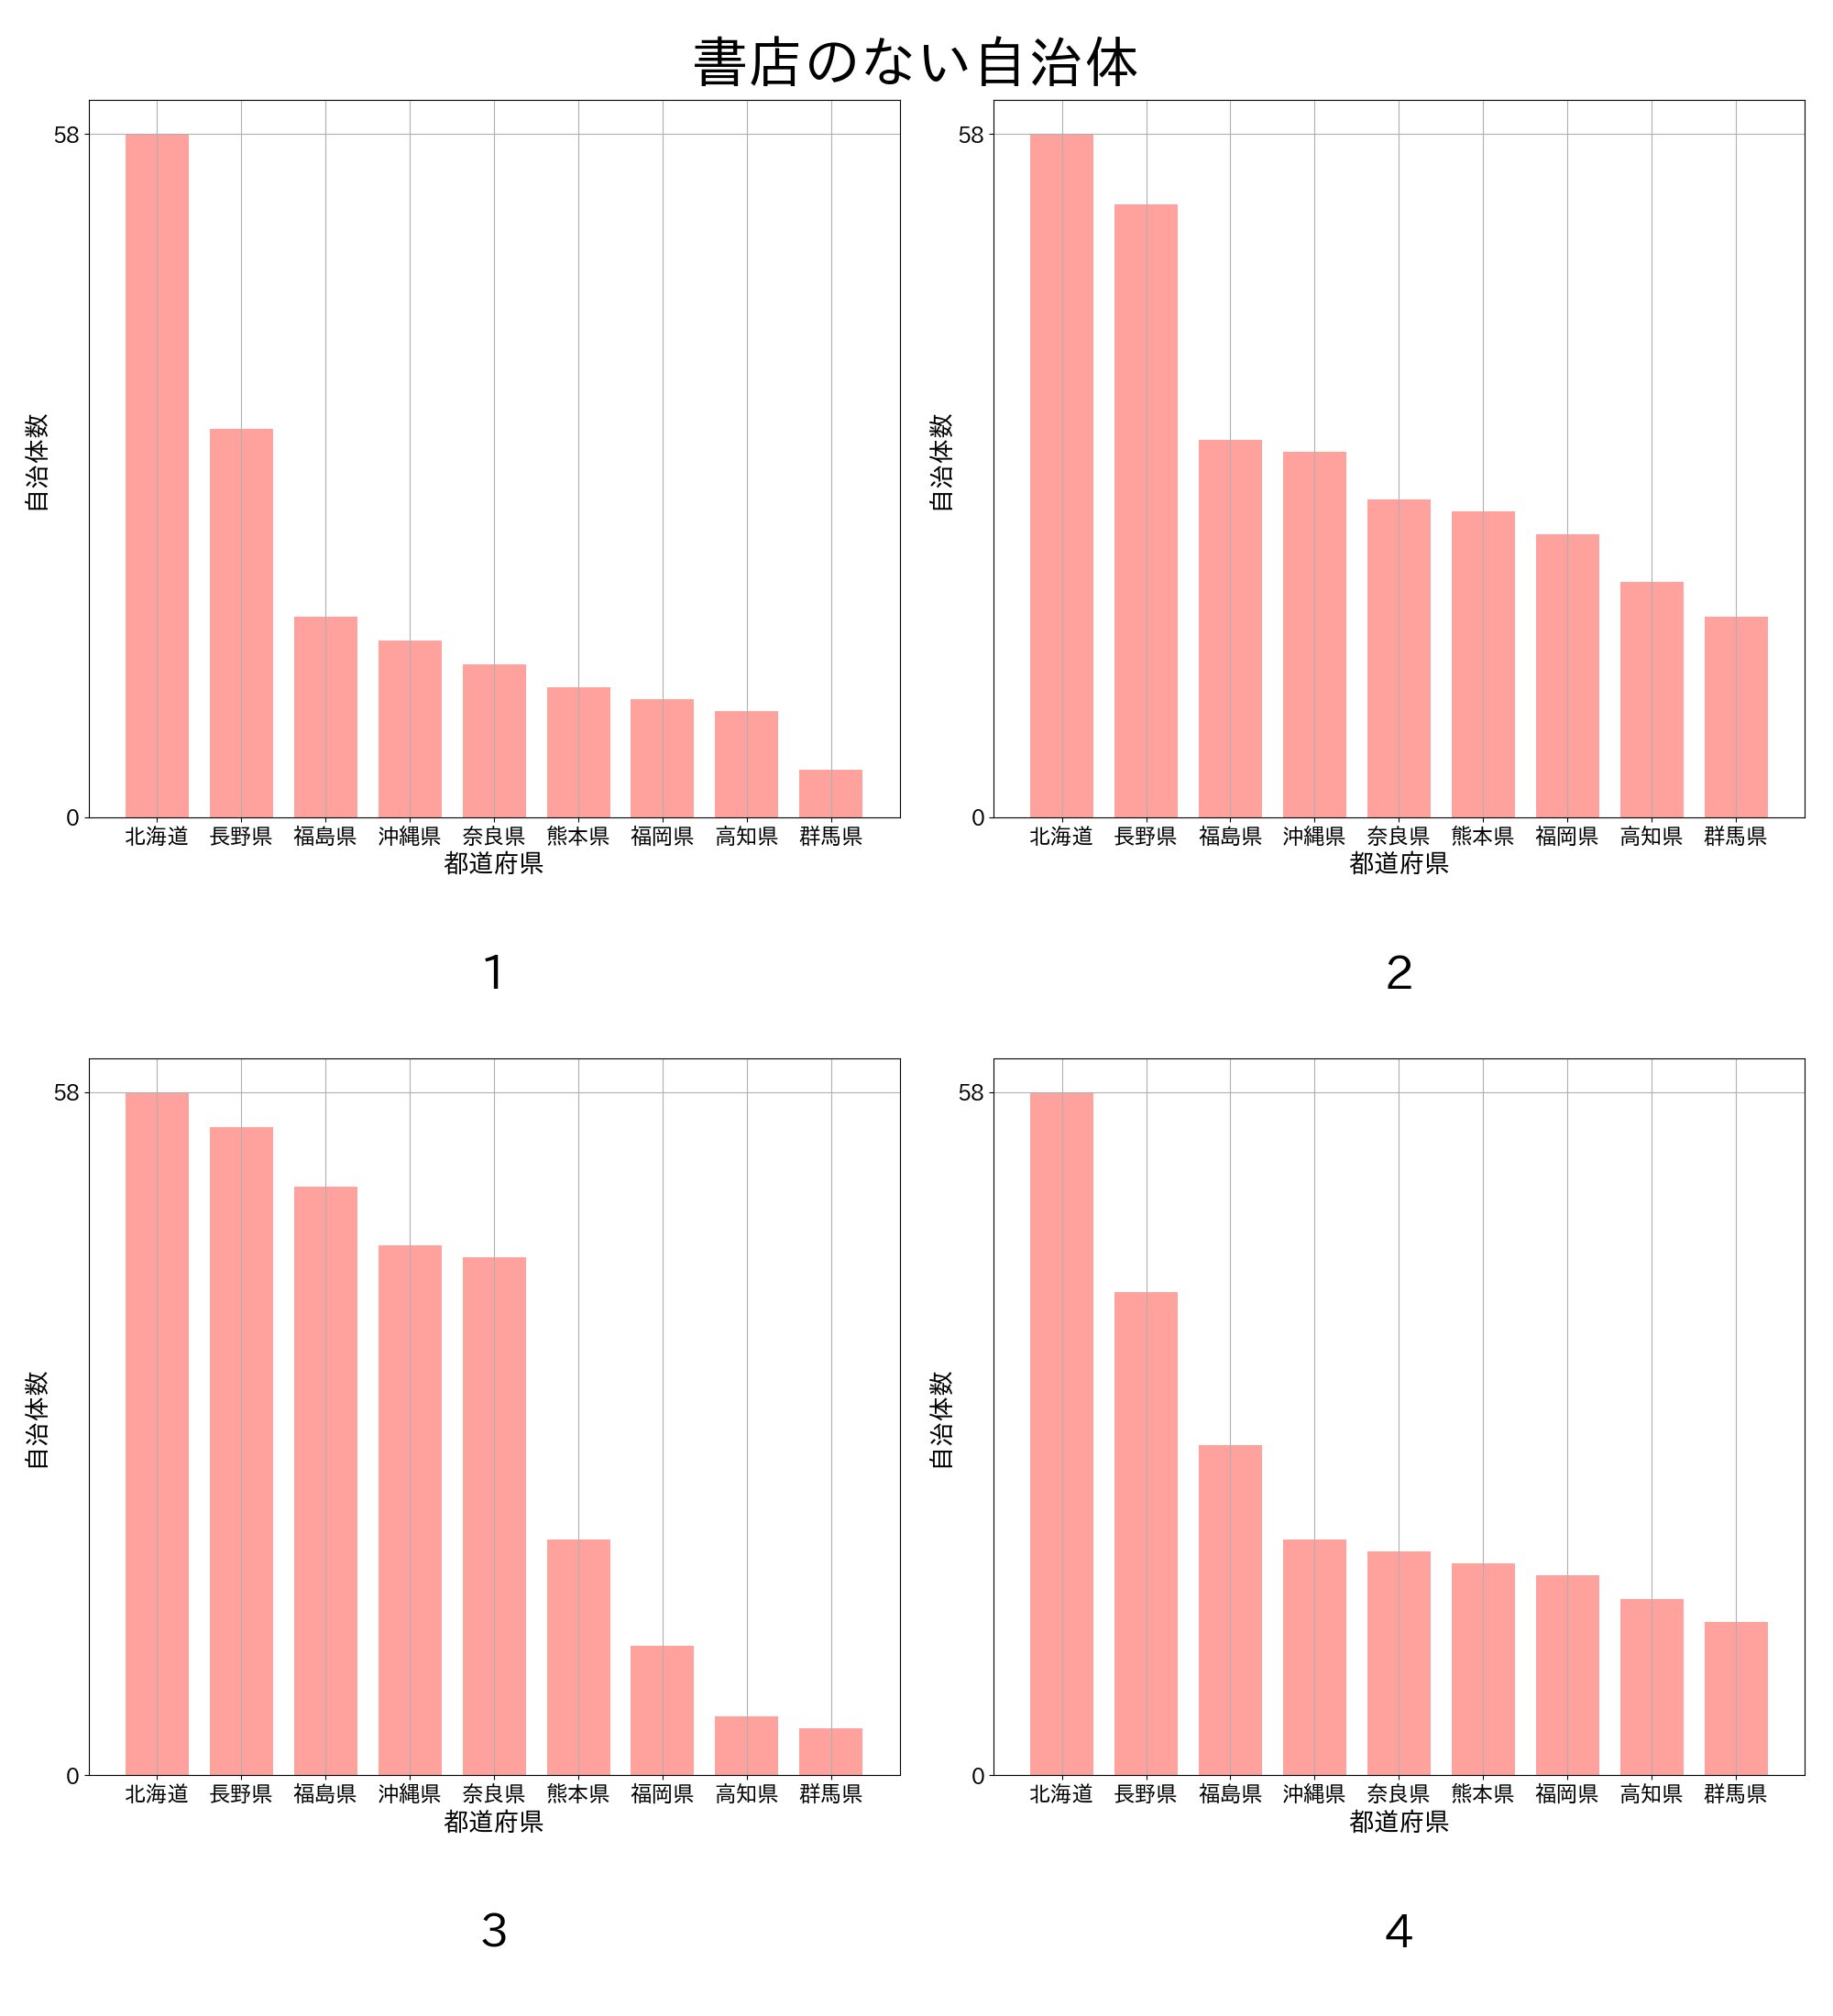 書店のない自治体
58
0
自治体数
北海道 長野県 福島県 沖縄県 奈良県 熊本県 福岡県 高知県 群馬県
都道府県
1
58
0
自治体数
北海道 長野県 福島県 沖縄県 奈良県 熊本県 福岡県 高知県 群馬県
都道府県
2
58
0
自治体数
北海道 長野県 福島県 沖縄県 奈良県 熊本県 福岡県 高知県 群馬県
都道府県
3
58
0
自治体数
北海道 長野県 福島県 沖縄県 奈良県 熊本県 福岡県 高知県 群馬県
都道府県
4